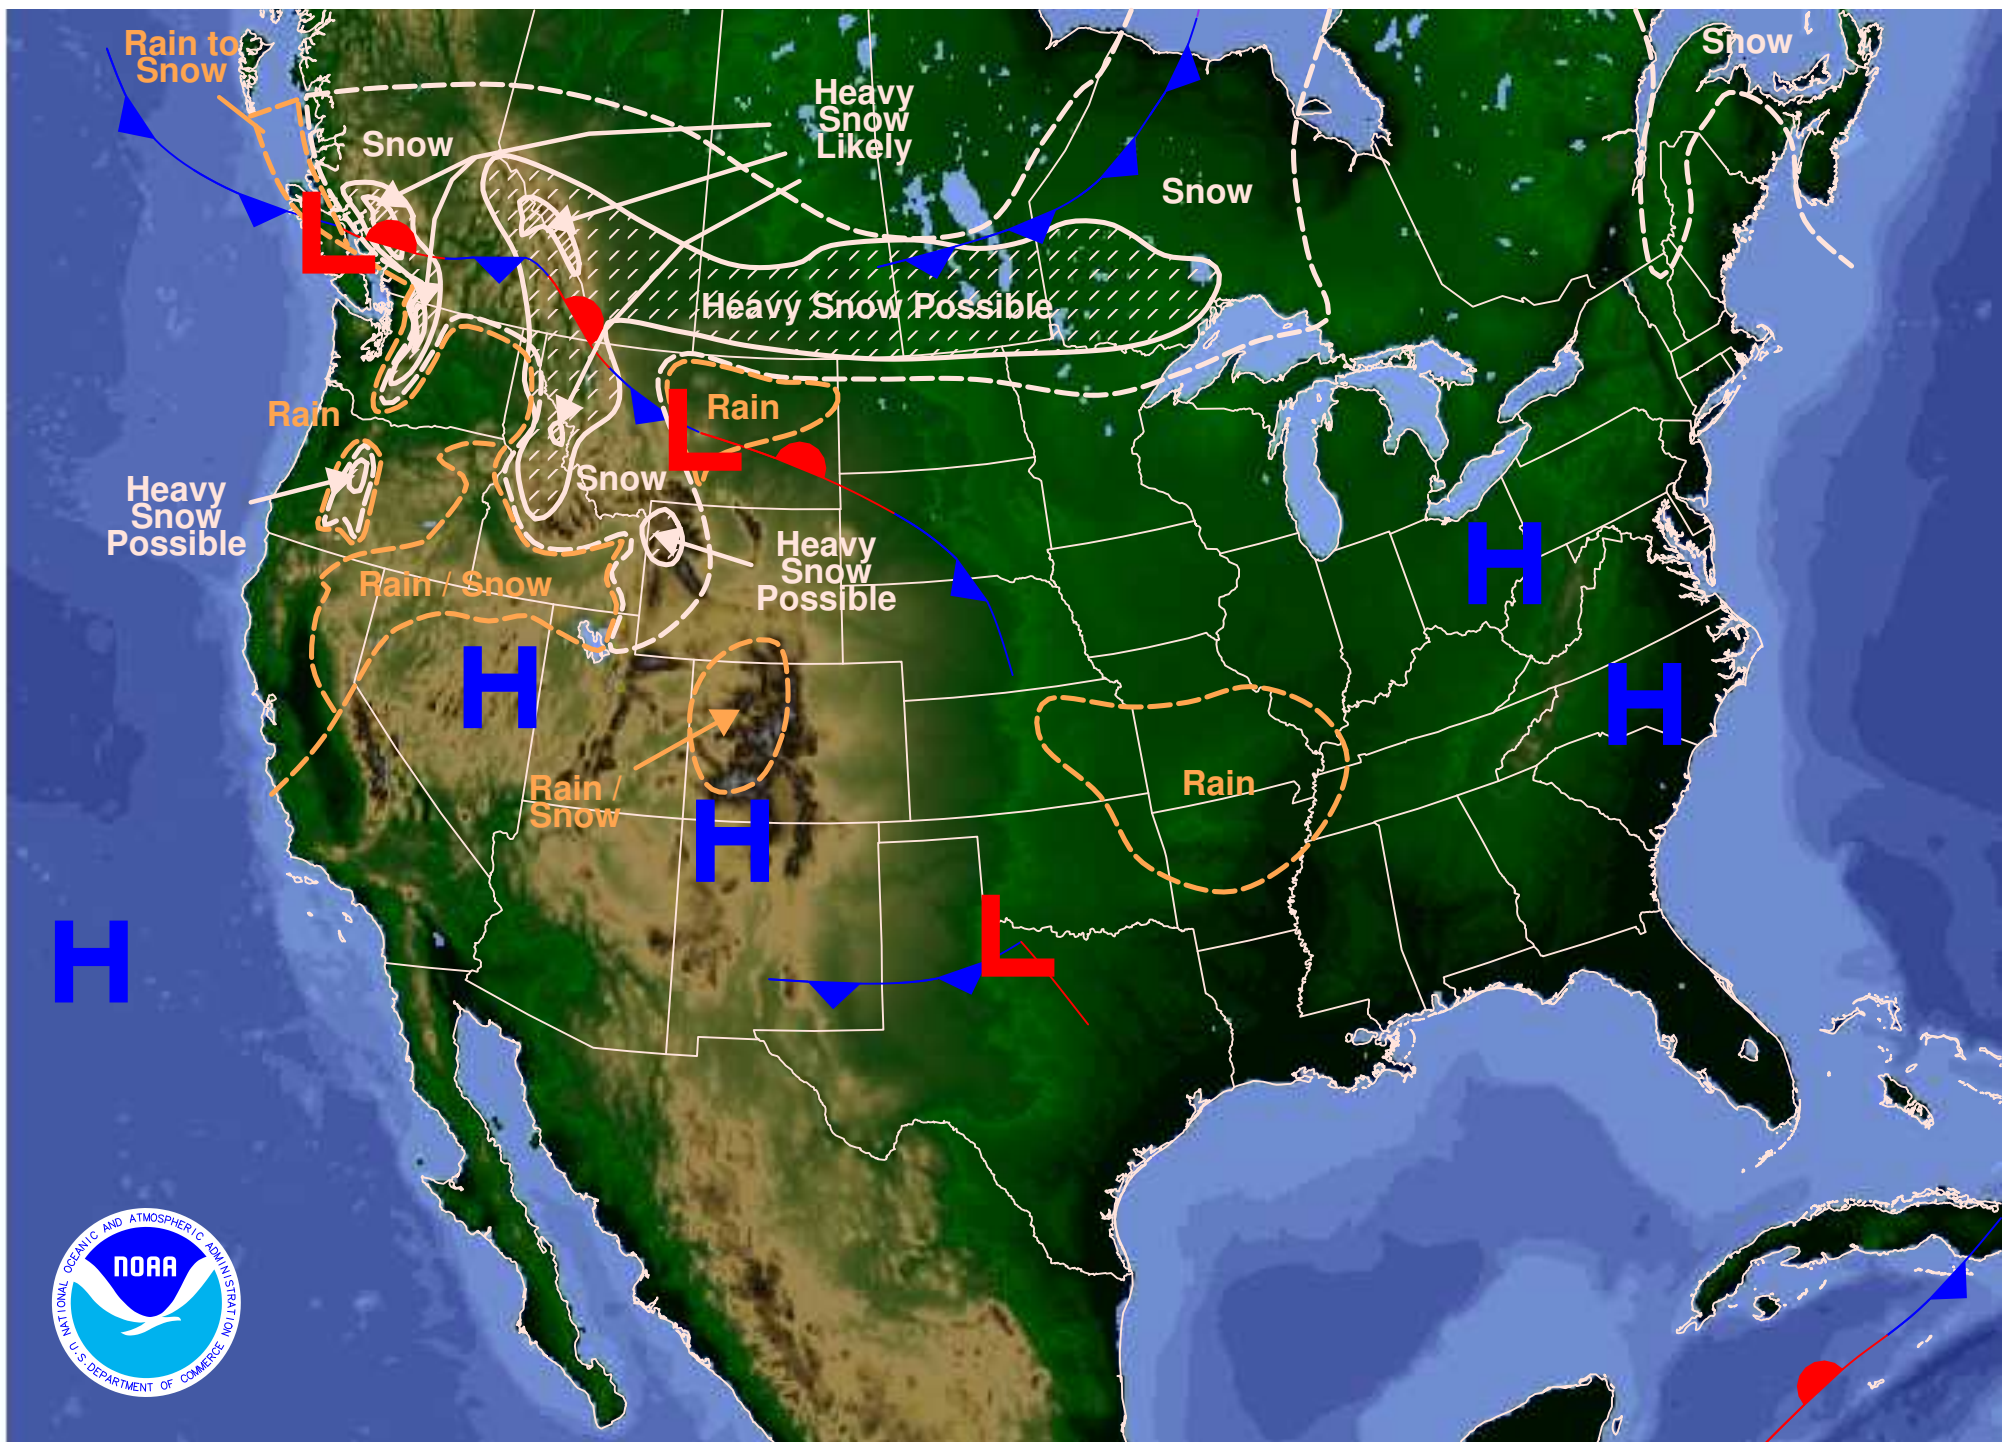 Rain to
Snow
Snow
Heavy
Snow
Likely
Snow
Snow
Heavy Snow Possible
L
Rain
L
Rain
Snow
Heavy
Snow
Possible
Heavy
Snow
Possible
H
Rain / Snow
H
H
Rain /
Snow
Rain
H
L
H
NATIONAL OCEANIC AND ATMOSPHERIC ADMINISTRATION
NOAA
U.S. DEPARTMENT OF COMMERCE